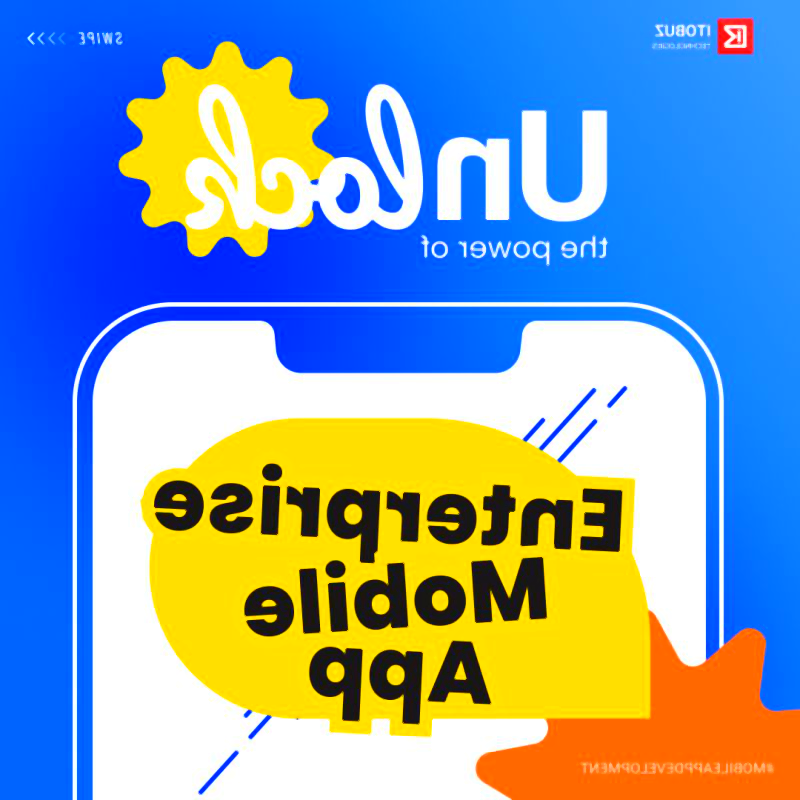 ITOBUZ
TECHNOLOGIES
SWIPE >>>>
Unlock
the power of
Enterprise
Mobile
App
#MOBILEAPPDEVELOPMENT